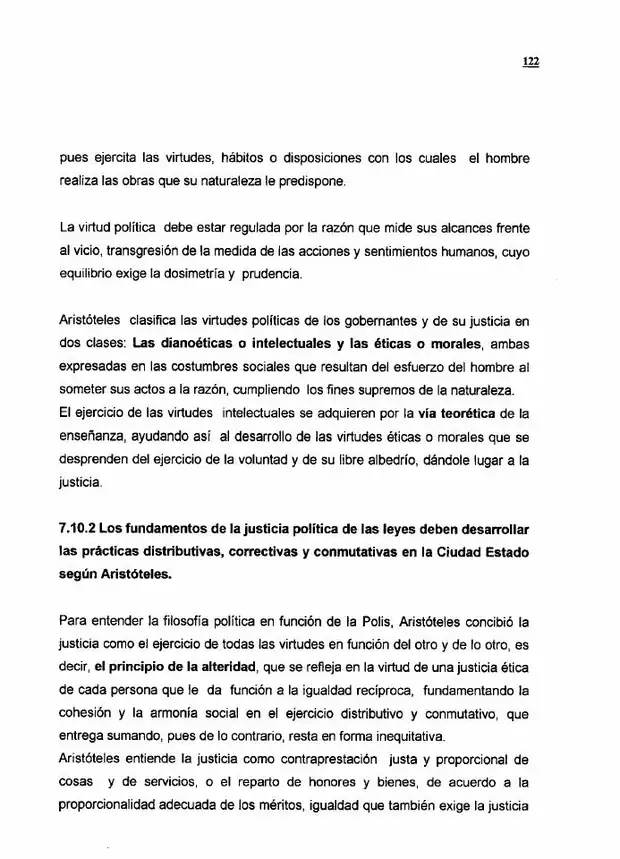 122
pues ejercita las virtudes, hábitos o disposiciones con los cuales el hombre
realiza las obras que su naturaleza le predispone.
La virtud política debe estar regulada por la razón que mide sus alcances frente
al vicio, transgresión de la medida de las acciones y sentimientos humanos, cuyo
equilibrio exige la dosimetría y prudencia.
Aristóteles clasifica las virtudes políticas de los gobernantes y de su justicia en
dos clases: Las dianoéticas o intelectuales y las éticas o morales, ambas
expresadas en las costumbres sociales que resultan del esfuerzo del hombre al
someter sus actos a la razón, cumpliendo los fines supremos de la naturaleza.
El ejercicio de las virtudes intelectuales se adquieren por la vía teorética de la
enseñanza, ayudando así al desarrollo de las virtudes éticas o morales que se
desprenden del ejercicio de la voluntad y de su libre albedrío, dándole lugar a la
justicia.
7.10.2 Los fundamentos de la justicia política de las leyes deben desarrollar
las prácticas distributivas, correctivas y conmutativas en la Ciudad Estado
según Aristóteles.
Para entender la filosofía política en función de la Polis, Aristóteles concibió la
justicia como el ejercicio de todas las virtudes en función del otro y de lo otro, es
decir, el principio de la alteridad, que se refleja en la virtud de una justicia ética
de cada persona que le da función a la igualdad recíproca, fundamentando la
cohesión y la armonía social en el ejercicio distributivo y conmutativo, que
entrega sumando, pues de lo contrario, resta en forma inequitativa.
Aristóteles entiende la justicia como contraprestación justa y proporcional de
cosas y de servicios, o el reparto de honores y bienes, de acuerdo a la
proporcionalidad adecuada de los méritos, igualdad que también exige la justicia